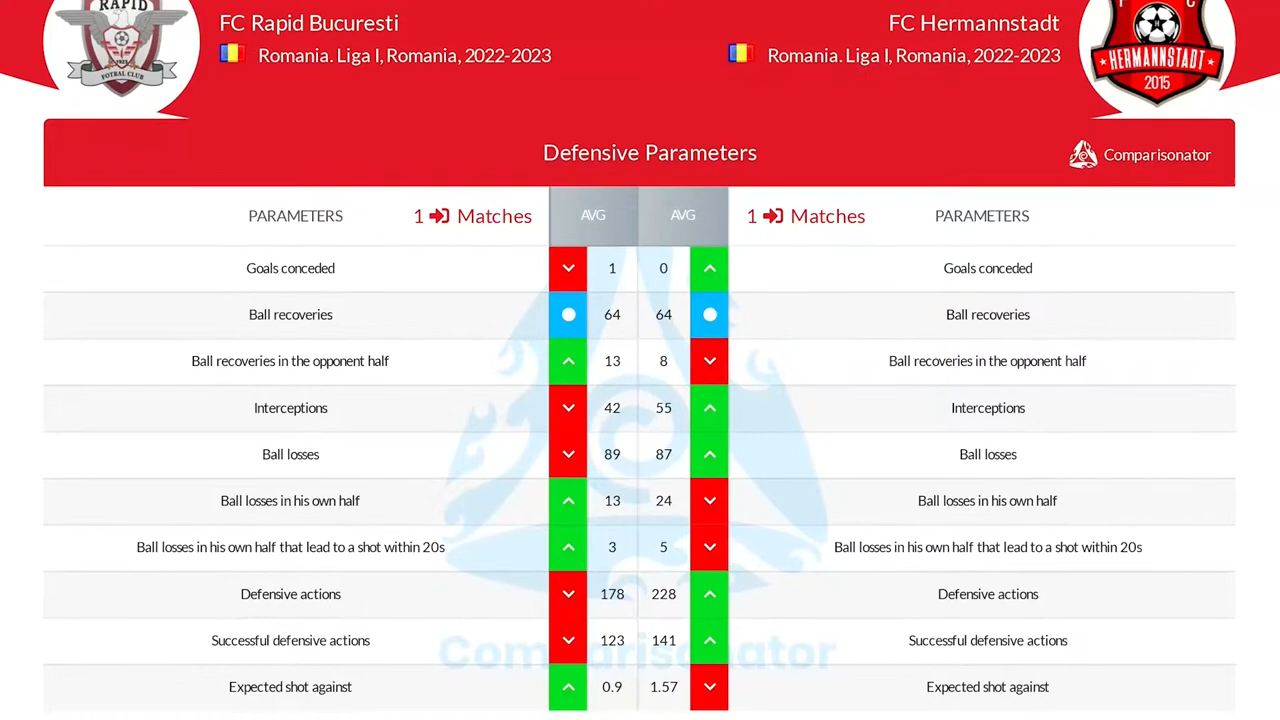 RAPID
FOTBAL CLUB
1923
FC Rapid Bucuresti
Romania. Liga I, Romania, 2022-2023
FC Hermannstadt
Romania. Liga I, Romania, 2022-2023
F C
HERMANNSTADT
2015
Defensive Parameters
Comparisonator
PARAMETERS 1 Matches AVG AVG 1 Matches PARAMETERS
Goals conceded 1 0 Goals conceded
Ball recoveries 64 64 Ball recoveries
Ball recoveries in the opponent half 13 8 Ball recoveries in the opponent half
Interceptions 42 55 Interceptions
Ball losses 89 87 Ball losses
Ball losses in his own half 13 24 Ball losses in his own half
Ball losses in his own half that lead to a shot within 20s 3 5 Ball losses in his own half that lead to a shot within 20s
Defensive actions 178 228 Defensive actions
Successful defensive actions 123 141 Successful defensive actions
Expected shot against 0.9 1.57 Expected shot against
Comparisonator